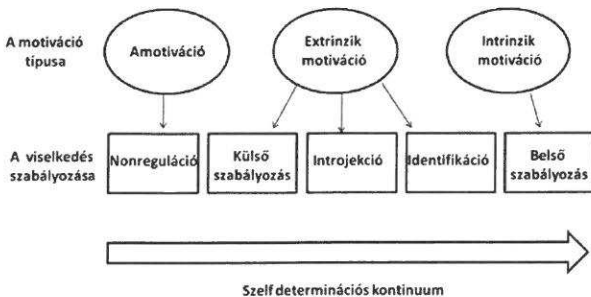 A motiváció
típusa
Amotiváció
Extrinzik
motiváció
Intrinzik
motiváció
A viselkedés
szabályozása
Nonreguláció
Külső
szabályozás
Introjekció
Identifikáció
Belső
szabályozás
Szelf determinációs kontinuum